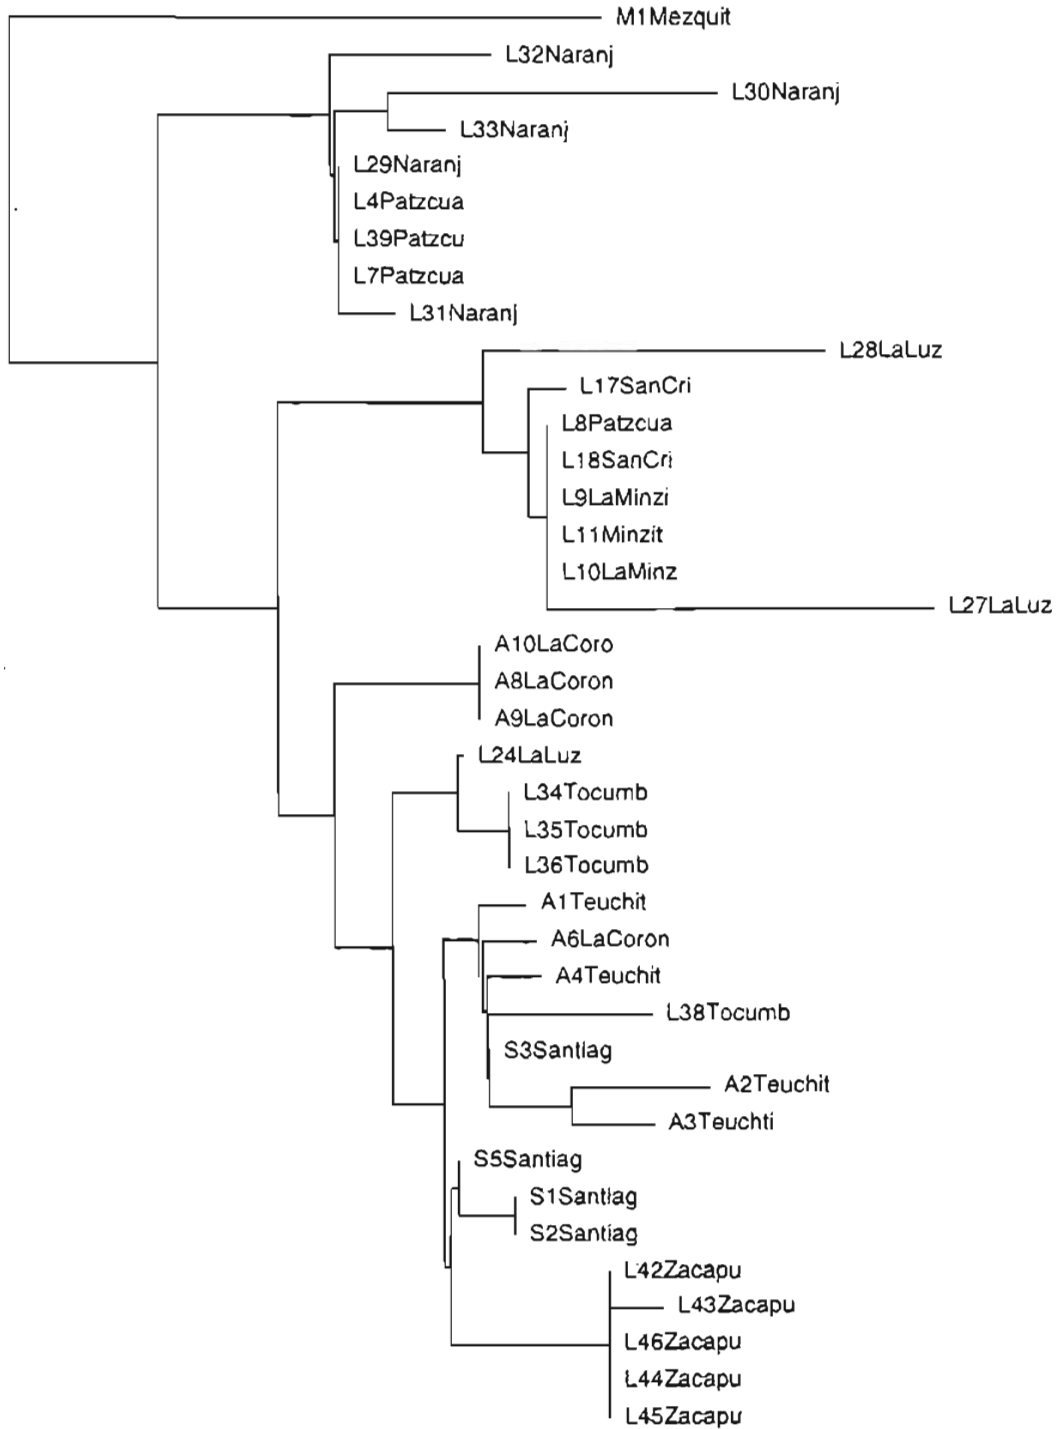 M1Mezquit
L32Naranj
L30Naranj
L33Naranj
L29Naranj
L4Patzcua
L39Patzcu
L7Patzcua
L31Naranj
L28LaLuz
L17SanCri
L8Patzcua
L18SanCri
L9LaMinzi
L11Minzit
L10LaMinz
L27LaLuz
A10LaCoro
A8LaCoron
A9LaCoron
L24LaLuz
L34Tocumb
L35Tocumb
L36Tocumb
A1Teuchit
A6LaCoron
A4Teuchit
L38Tocumb
S3Santiag
A2Teuchit
A3Teuchti
S5Santiag
S1Santiag
S2Santiag
L42Zacapu
L43Zacapu
L46Zacapu
L44Zacapu
L45Zacapu